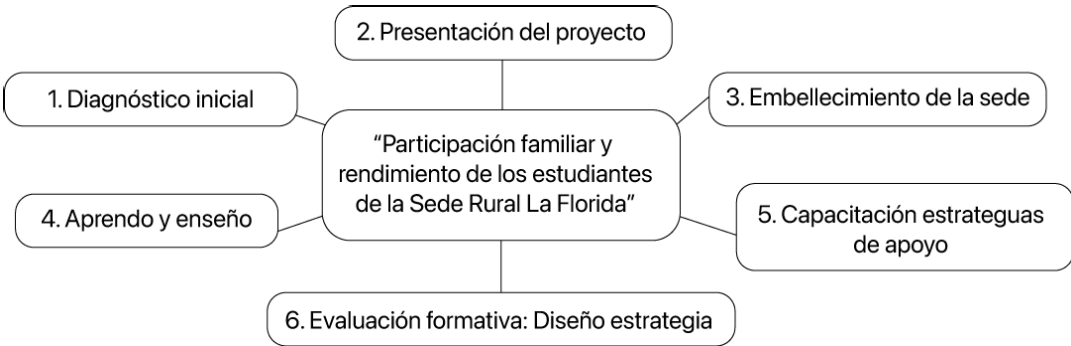 2. Presentación del proyecto
1. Diagnóstico inicial
3. Embellecimiento de la sede
“Participación familiar y
rendimiento de los estudiantes
de la Sede Rural La Florida”
4. Aprendo y enseño
5. Capacitación estrateguas
de apoyo
6. Evaluación formativa: Diseño estrategia